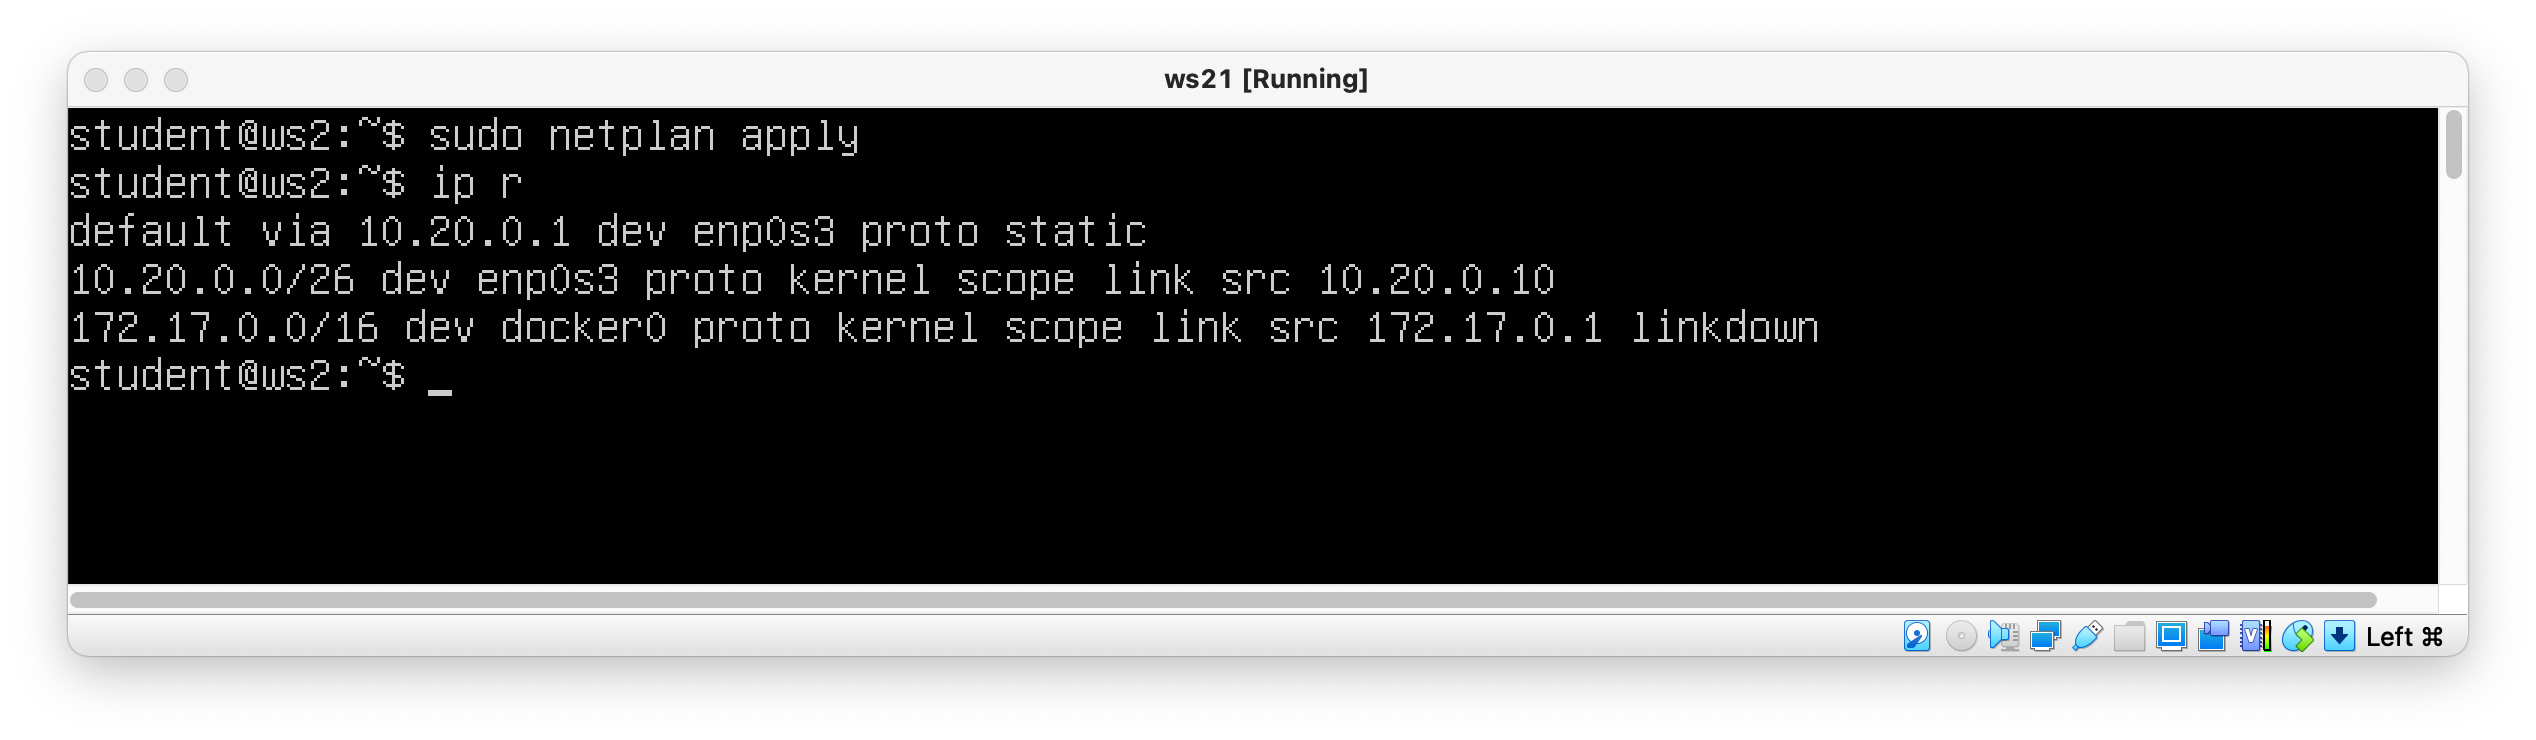 ws21 [Running]
student@ws2:~$ sudo netplan apply
student@ws2:~$ ip r
default via 10.20.0.1 dev enp0s3 proto static
10.20.0.0/26 dev enp0s3 proto kernel scope link src 10.20.0.10
172.17.0.0/16 dev docker0 proto kernel scope link src 172.17.0.1 linkdown
student@ws2:~$ _
Left ⌘